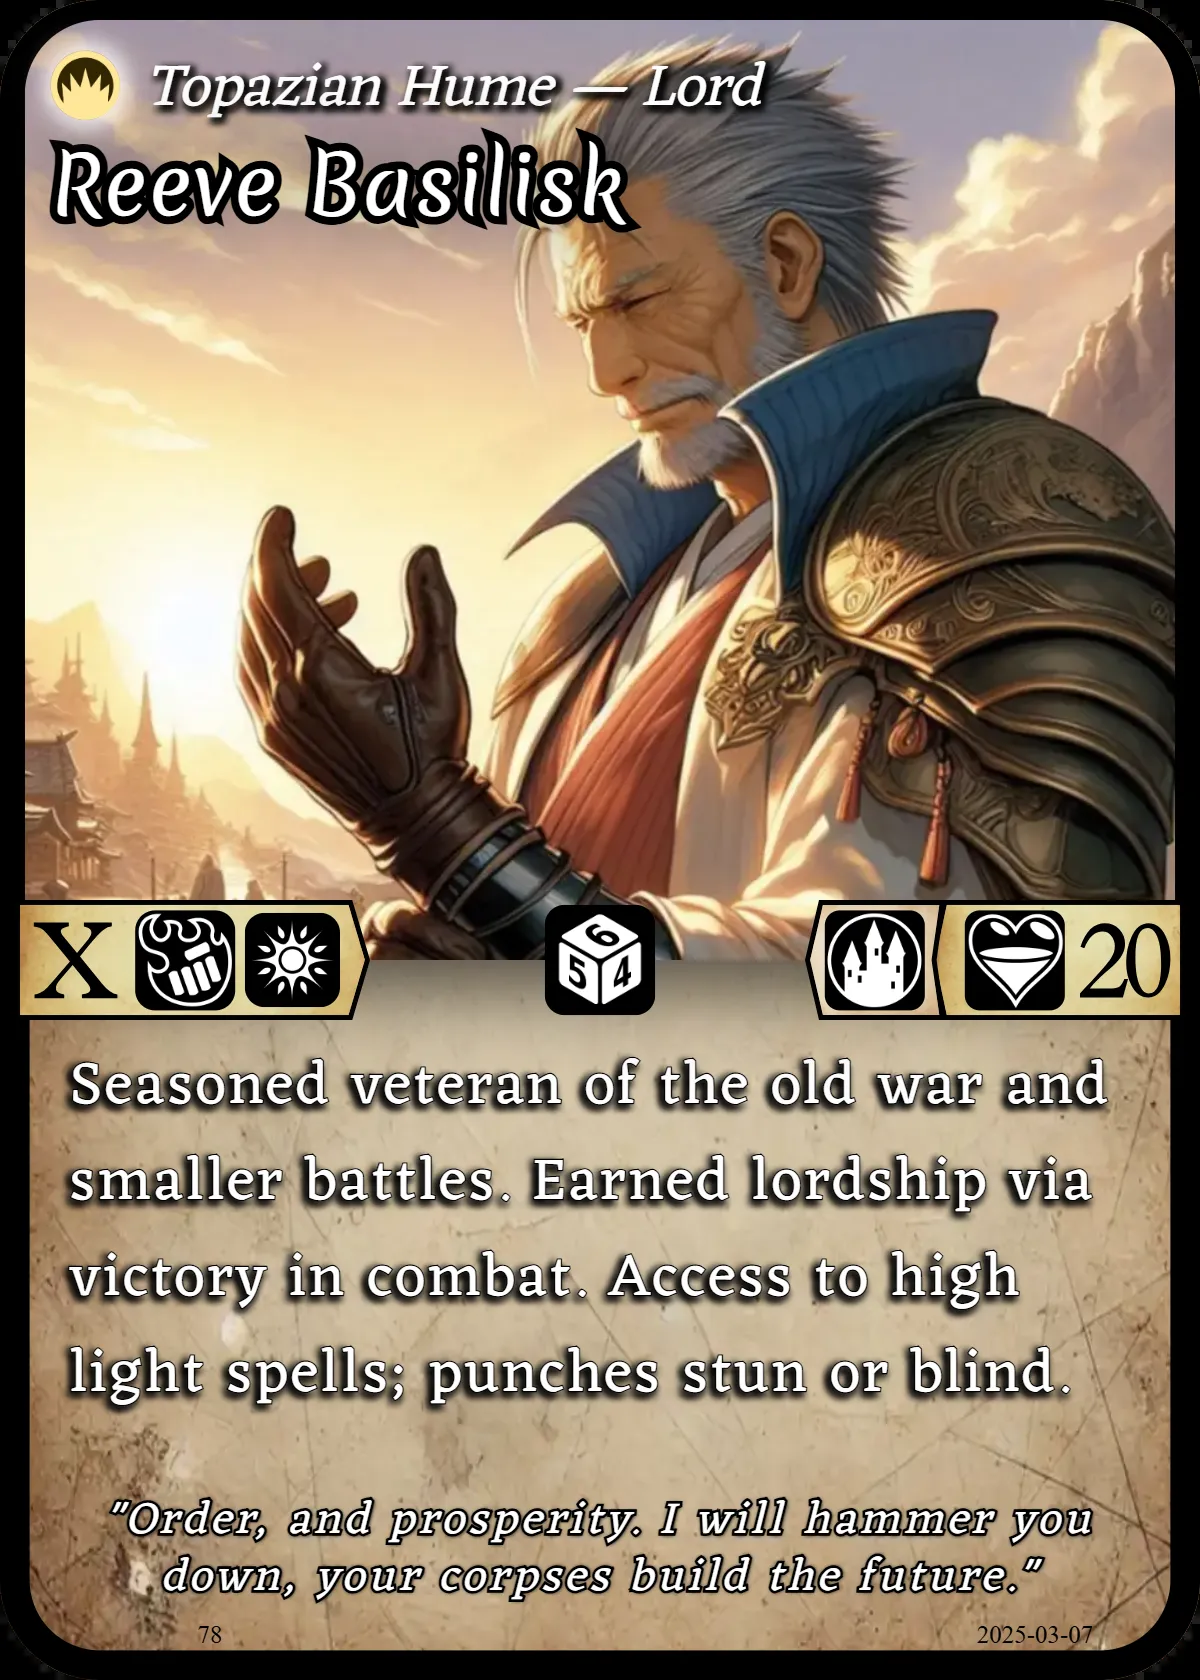 Topazian Hume — Lord
Reeve Basilisk
X
6
5 4
20
Seasoned veteran of the old war and
smaller battles. Earned lordship via
victory in combat. Access to high
light spells; punches stun or blind.
"Order, and prosperity. I will hammer you
down, your corpses build the future."
78
2025-03-07